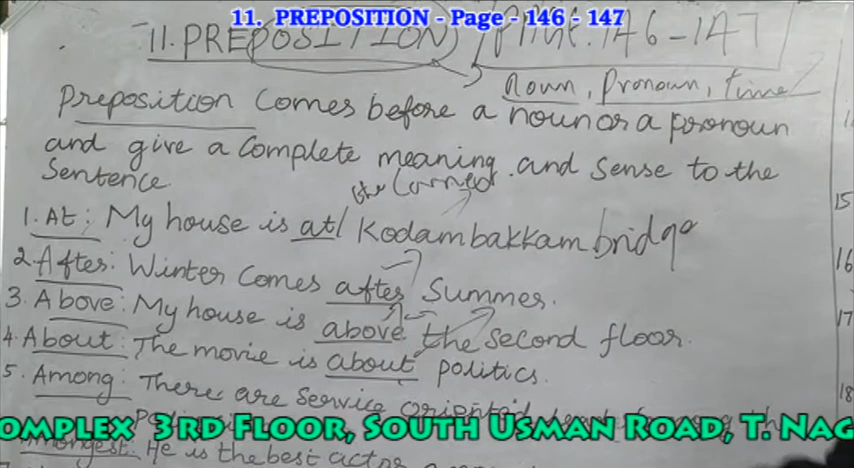 11. PREPOSITION - Page - 146 - 147
11. PREPOSITION 146-147
noun, Pronoun, time
Preposition comes before a noun or a pronoun
and give a complete meaning and sense to the
sentence.
the Corner of
1. At: My house is at Kodambakkam bridge
2. After: Winter comes after Summer.
3. Above: My house is above the second floor.
4. About: The movie is about politics.
5. Among: There are service oriented
OMPLEX 3RD FLOOR, SOUTH USMAN ROAD, T. NAG
Amongest: He is the best actor
15
16
17
18